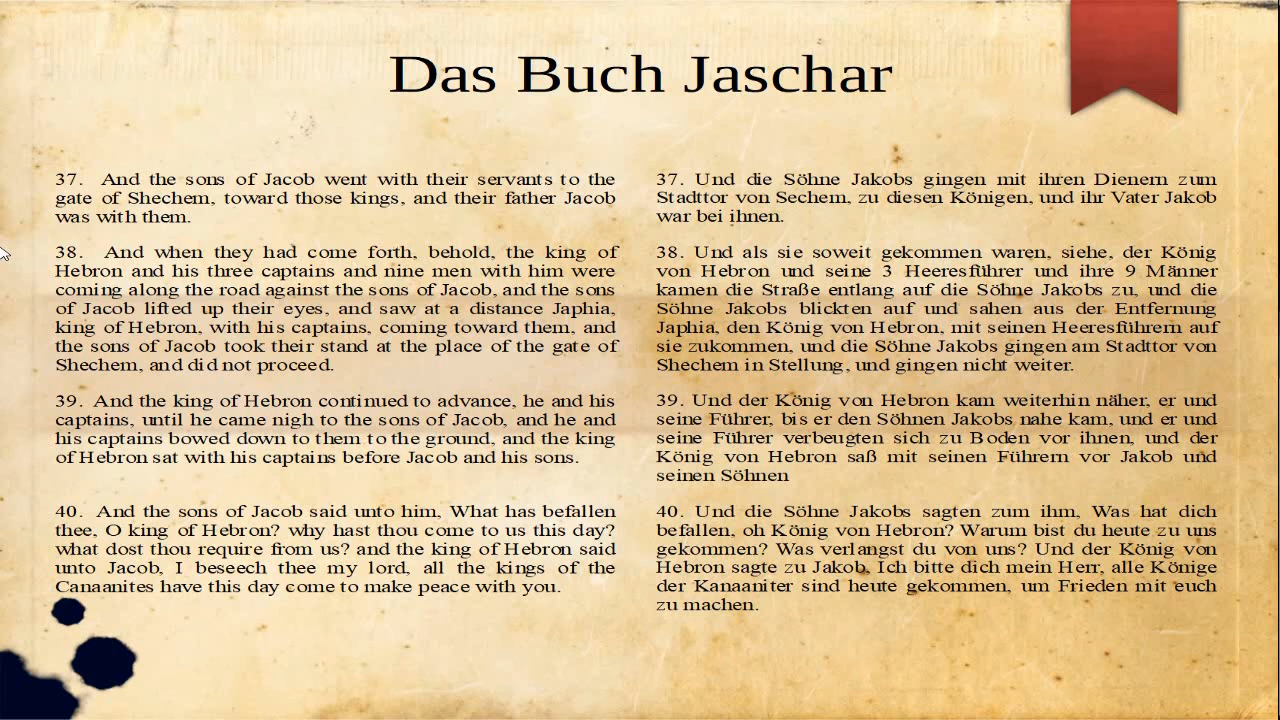 Das Buch Jaschar
37. And the sons of Jacob went with their servants to the
gate of Shechem, toward those kings, and their father Jacob
was with them.
38. And when they had come forth, behold, the king of
Hebron and his three captains and nine men with him were
coming along the road against the sons of Jacob, and the sons
of Jacob lifted up their eyes, and saw at a distance Japhia,
king of Hebron, with his captains, coming toward them, and
the sons of Jacob took their stand at the place of the gate of
Shechem, and did not proceed.
39. And the king of Hebron continued to advance, he and his
captains, until he came nigh to the sons of Jacob, and he and
his captains bowed down to them to the ground, and the king
of Hebron sat with his captains before Jacob and his sons.
40. And the sons of Jacob said unto him, What has befallen
thee, O king of Hebron? why hast thou come to us this day?
what dost thou require from us? and the king of Hebron said
unto Jacob, I beseech thee my lord, all the kings of the
Canaanites have this day come to make peace with you.
37. Und die Söhne Jakobs gingen mit ihren Dienern zum
Stadttor von Sechem, zu diesen Königen, und ihr Vater Jakob
war bei ihnen.
38. Und als sie soweit gekommen waren, siehe, der König
von Hebron und seine 3 Heeresführer und ihre 9 Männer
kamen die Straße entlang auf die Söhne Jakobs zu, und die
Söhne Jakobs blickten auf und sahen aus der Entfernung
Japhia, den König von Hebron, mit seinen Heeresführern auf
sie zukommen, und die Söhne Jakobs gingen am Stadttor von
Shechem in Stellung, und gingen nicht weiter.
39. Und der König von Hebron kam weiterhin näher, er und
seine Führer, bis er den Söhnen Jakobs nahe kam, und er und
seine Führer verbeugten sich zu Boden vor ihnen, und der
König von Hebron saß mit seinen Führern vor Jakob und
seinen Söhnen
40. Und die Söhne Jakobs sagten zum ihm, Was hat dich
befallen, oh König von Hebron? Warum bist du heute zu uns
gekommen? Was verlangst du von uns? Und der König von
Hebron sagte zu Jakob, Ich bitte dich mein Herr, alle Könige
der Kanaaniter sind heute gekommen, um Frieden mit euch
zu machen.